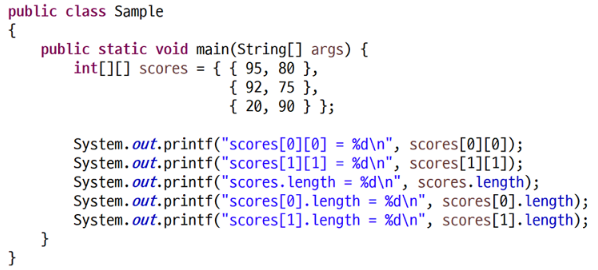 public class Sample
{
    public static void main(String[] args) {
        int[][] scores = { { 95, 80 },
                           { 92, 75 },
                           { 20, 90 } };

        System.out.printf("scores[0][0] = %d\n", scores[0][0]);
        System.out.printf("scores[1][1] = %d\n", scores[1][1]);
        System.out.printf("scores.length = %d\n", scores.length);
        System.out.printf("scores[0].length = %d\n", scores[0].length);
        System.out.printf("scores[1].length = %d\n", scores[1].length);
    }
}